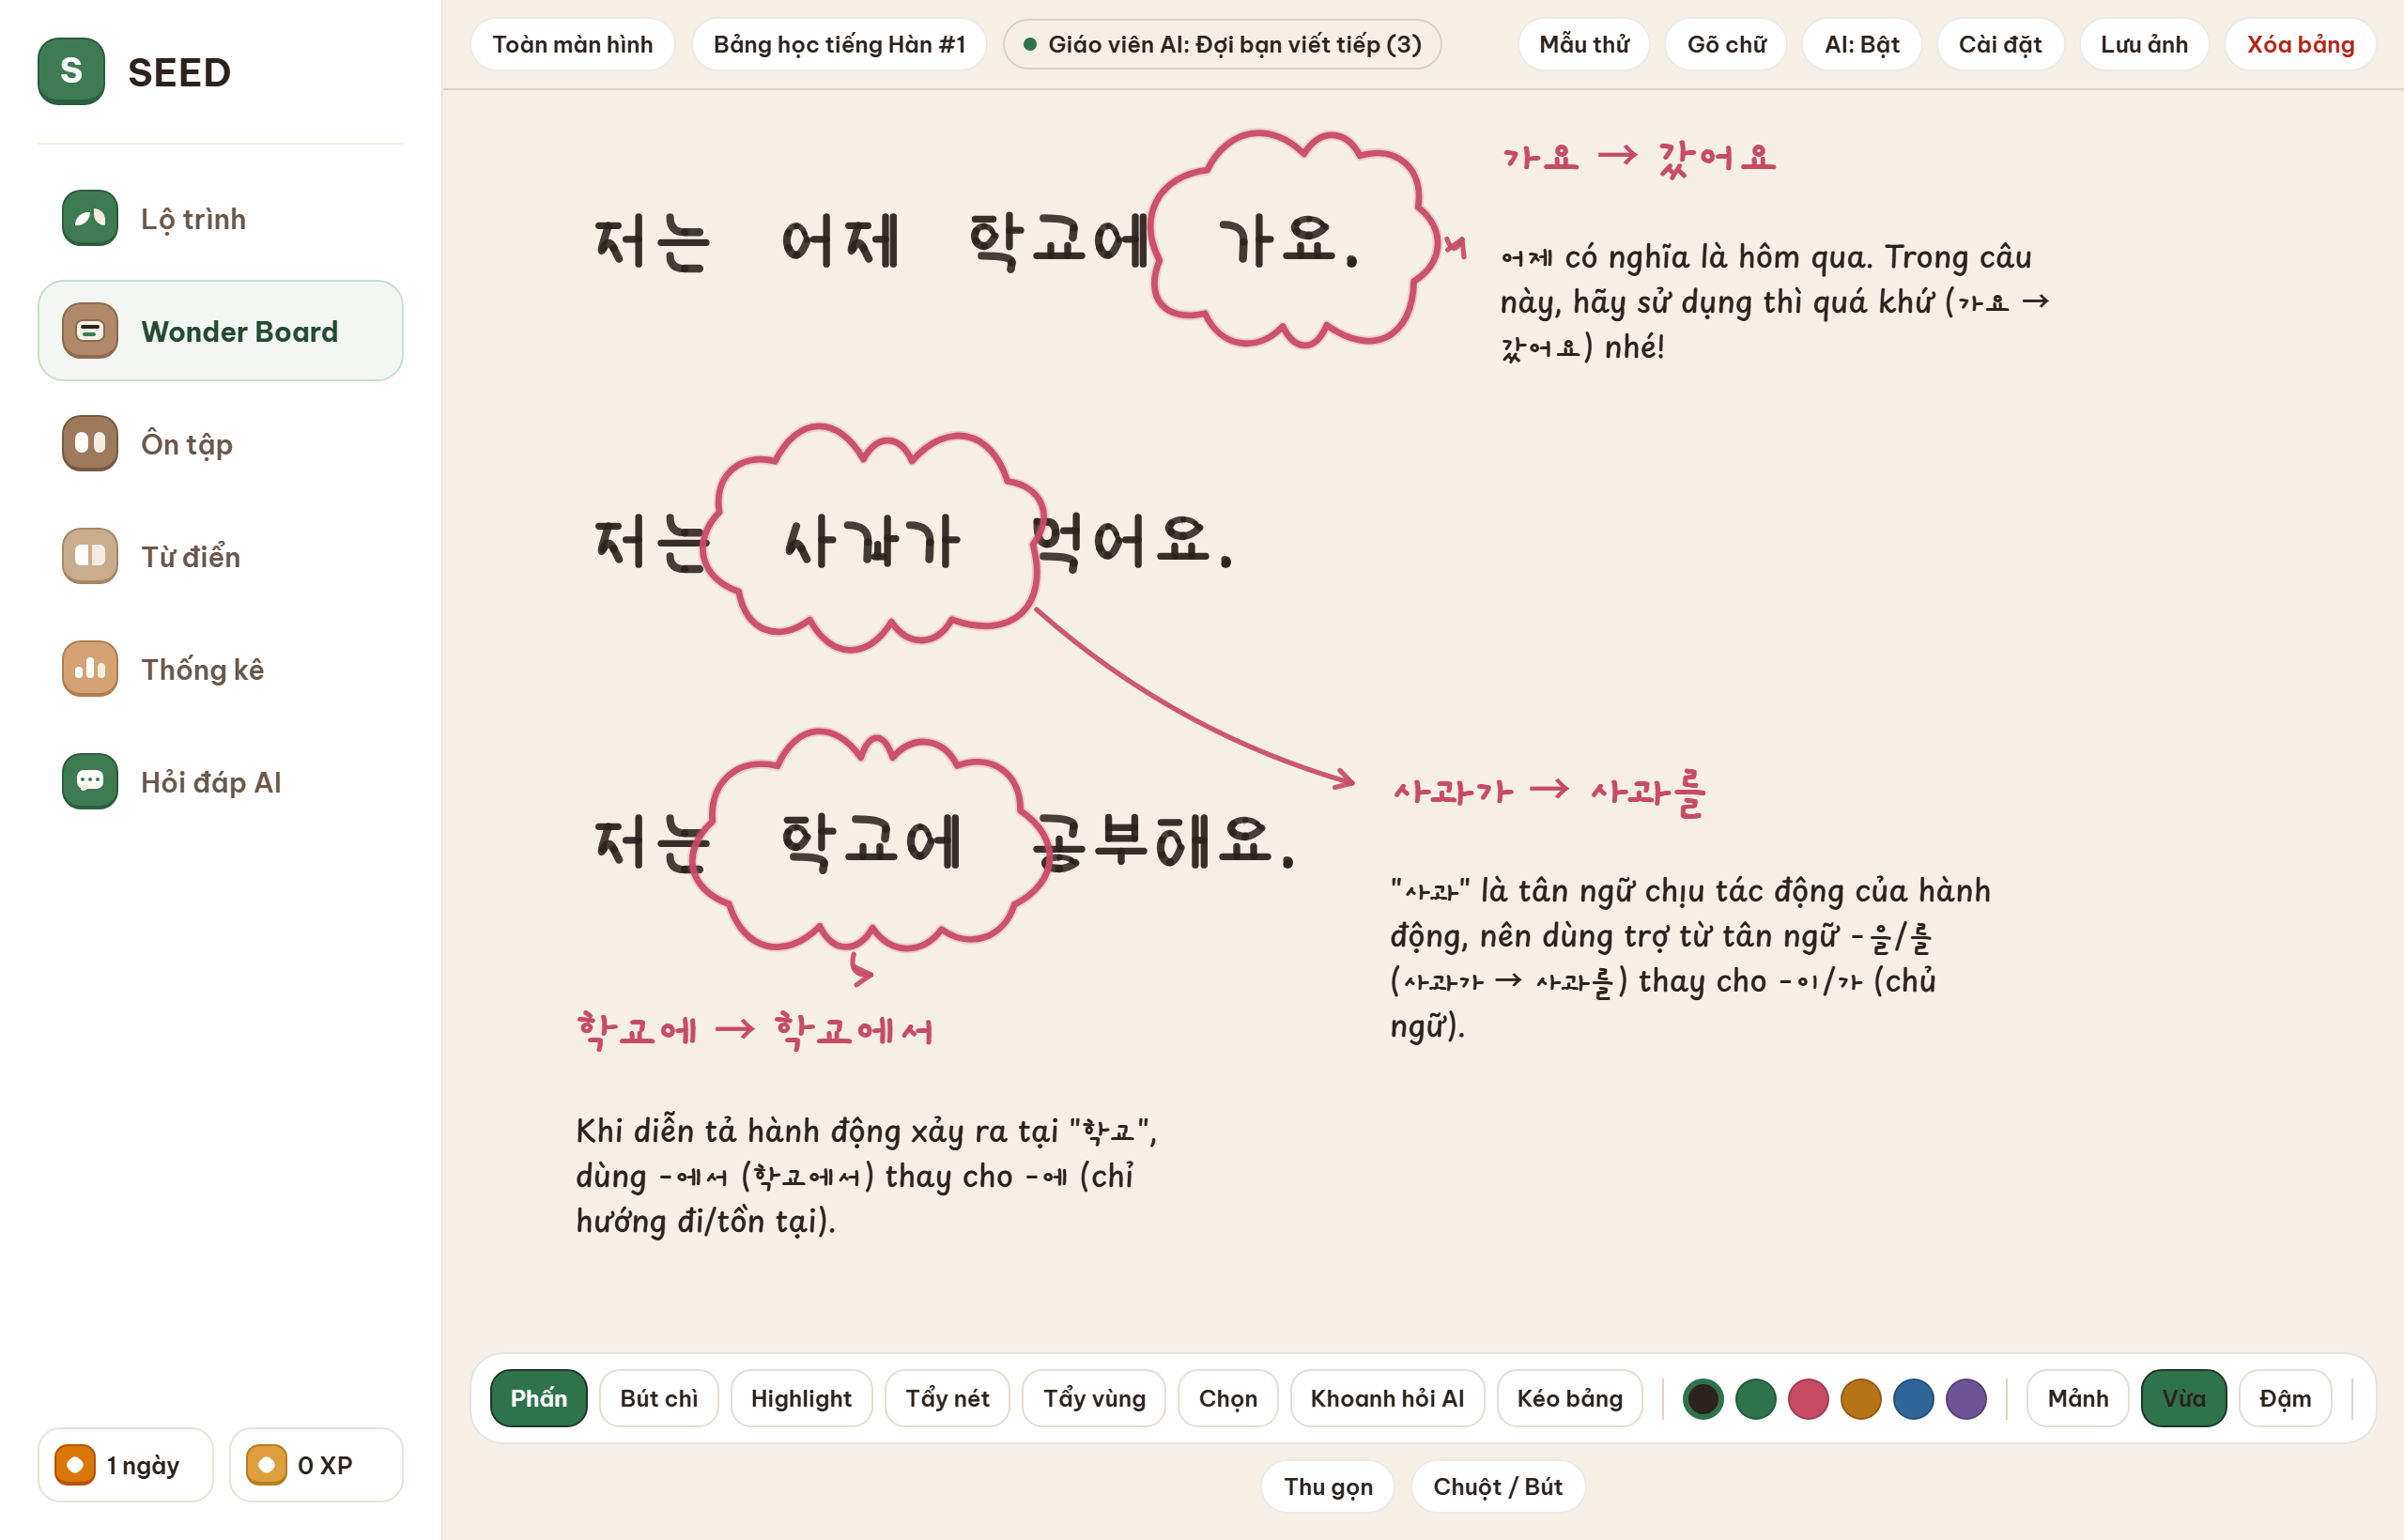 S SEED
Lộ trình
Wonder Board
Ôn tập
Từ điển
Thống kê
Hỏi đáp AI
1 ngày
0 XP
Toàn màn hình
Bảng học tiếng Hàn #1
Giáo viên AI: Đợi bạn viết tiếp (3)
Mẫu thử
Gõ chữ
AI: Bật
Cài đặt
Lưu ảnh
Xóa bảng
저는 어제 학교에 가요.
가요 → 갔어요
어제 có nghĩa là hôm qua. Trong câu
này, hãy sử dụng thì quá khứ (가요 →
갔어요) nhé!
저는 사과가 먹어요.
사과가 → 사과를
"사과" là tân ngữ chịu tác động của hành
động, nên dùng trợ từ tân ngữ -을/를
(사과가 → 사과를) thay cho -이/가 (chủ
ngữ).
저는 학교에 공부해요.
학교에 → 학교에서
Khi diễn tả hành động xảy ra tại "학교",
dùng -에서 (학교에서) thay cho -에 (chỉ
hướng đi/tồn tại).
Phấn
Bút chì
Highlight
Tẩy nét
Tẩy vùng
Chọn
Khoanh hỏi AI
Kéo bảng
Mảnh
Vừa
Đậm
Thu gọn
Chuột / Bút